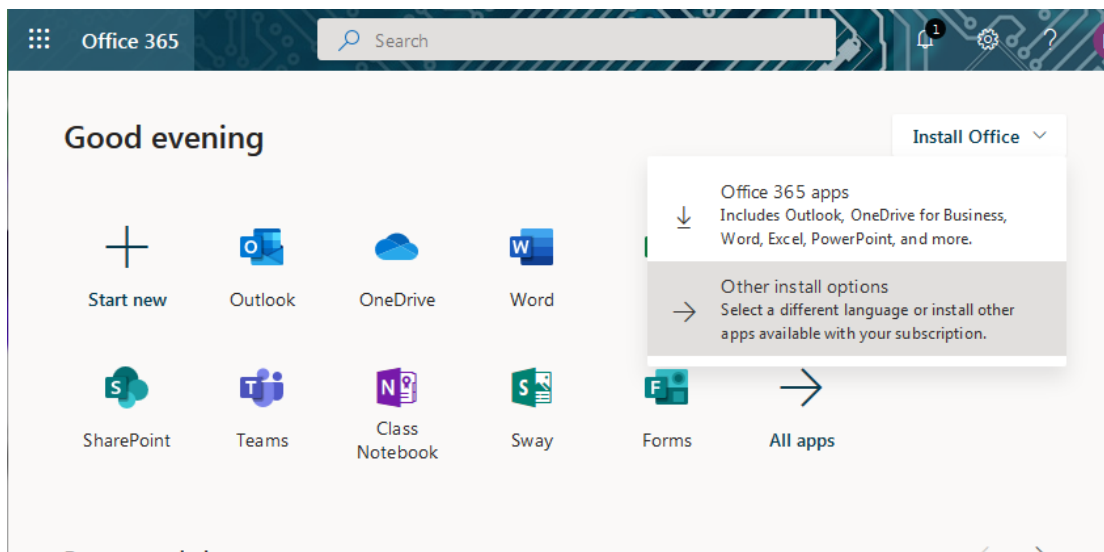 Office 365
Search
1
Good evening
Install Office
Office 365 apps
Includes Outlook, OneDrive for Business,
Word, Excel, PowerPoint, and more.
Other install options
Select a different language or install other
apps available with your subscription.
Start new
Outlook
OneDrive
Word
SharePoint
Teams
Class
Notebook
Sway
Forms
All apps